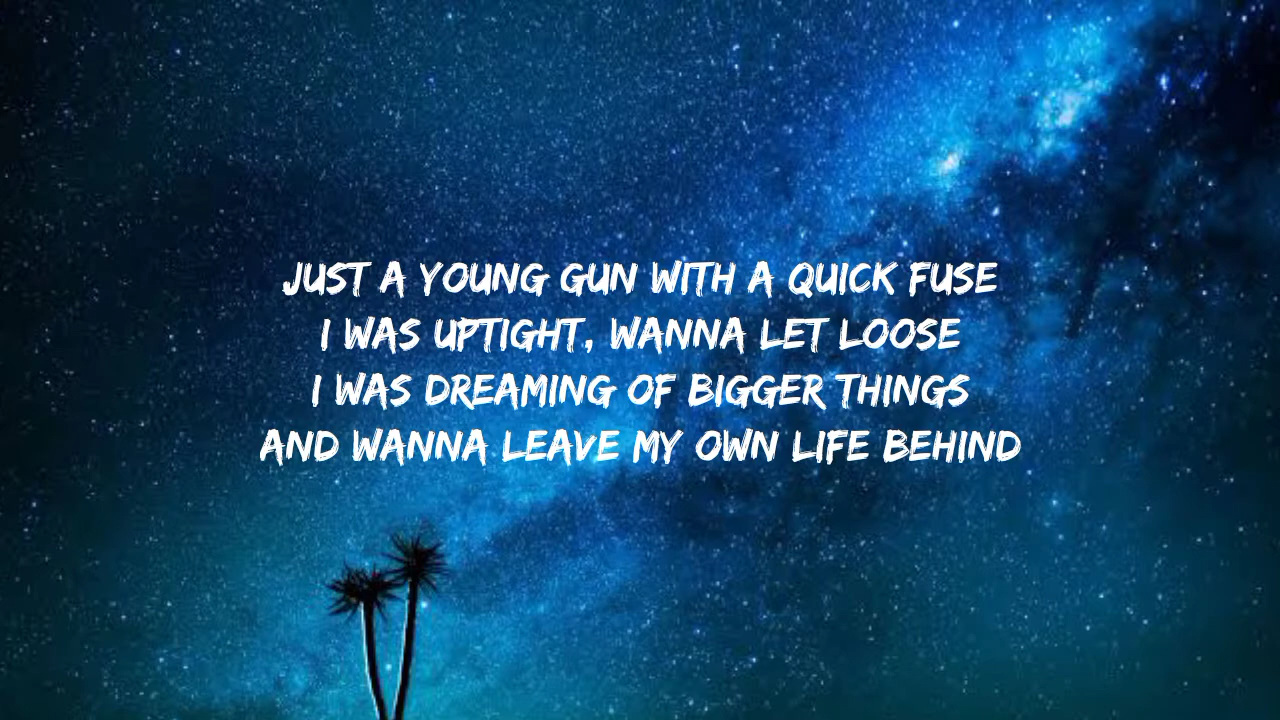 JUST A YOUNG GUN WITH A QUICK FUSE
I WAS UPTIGHT, WANNA LET LOOSE
I WAS DREAMING OF BIGGER THINGS
AND WANNA LEAVE MY OWN LIFE BEHIND